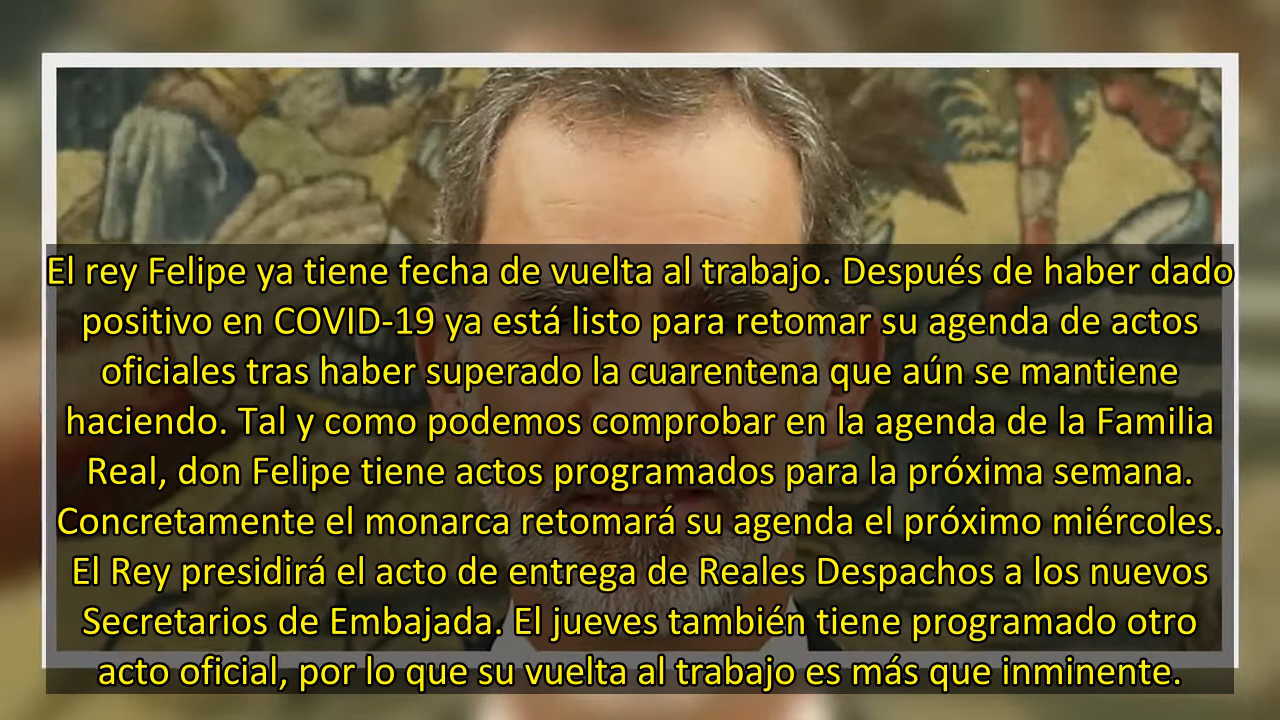 El rey Felipe ya tiene fecha de vuelta al trabajo. Después de haber dado
positivo en COVID-19 ya está listo para retomar su agenda de actos
oficiales tras haber superado la cuarentena que aún se mantiene
haciendo. Tal y como podemos comprobar en la agenda de la Familia
Real, don Felipe tiene actos programados para la próxima semana.
Concretamente el monarca retomará su agenda el próximo miércoles.
El Rey presidirá el acto de entrega de Reales Despachos a los nuevos
Secretarios de Embajada. El jueves también tiene programado otro
acto oficial, por lo que su vuelta al trabajo es más que inminente.